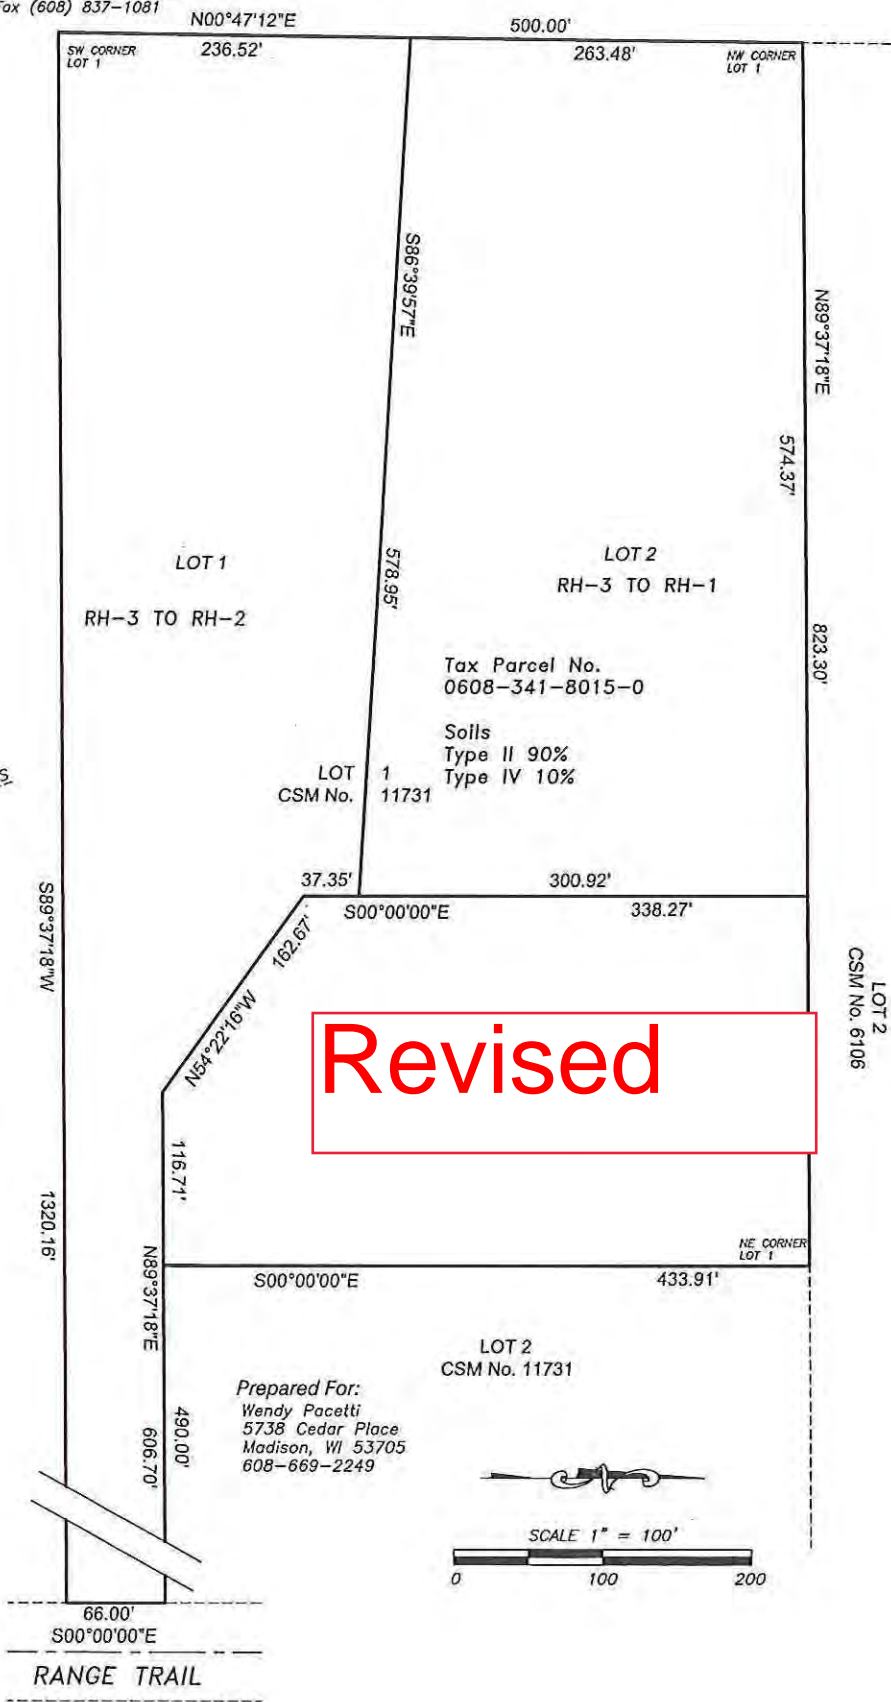 Fax (608) 837-1081
N00°47'12"E
500.00'
SW CORNER
LOT 1
236.52'
263.48'
NW CORNER
LOT 1
S86°39'57"E
N89°37'18"E
574.37'
LOT 1
RH-3 TO RH-2
578.95'
LOT 2
RH-3 TO RH-1
823.30'
Tax Parcel No.
0608-341-8015-0
Soils
Type II 90%
Type IV 10%
LOT 1
CSM No. 11731
37.35'
300.92'
S00°00'00"E
338.27'
S89°37'18"W
162.67'
N54°22'16"W
LOT 2
CSM No. 6106
Revised
116.71'
1320.16'
N89°37'18"E
NE CORNER
LOT 1
S00°00'00"E
433.91'
LOT 2
CSM No. 11731
Prepared For:
Wendy Pacetti
5738 Cedar Place
Madison, WI 53705
608-669-2249
490.00'
606.70'
SCALE 1" = 100'
0 100 200
66.00'
S00°00'00"E
RANGE TRAIL